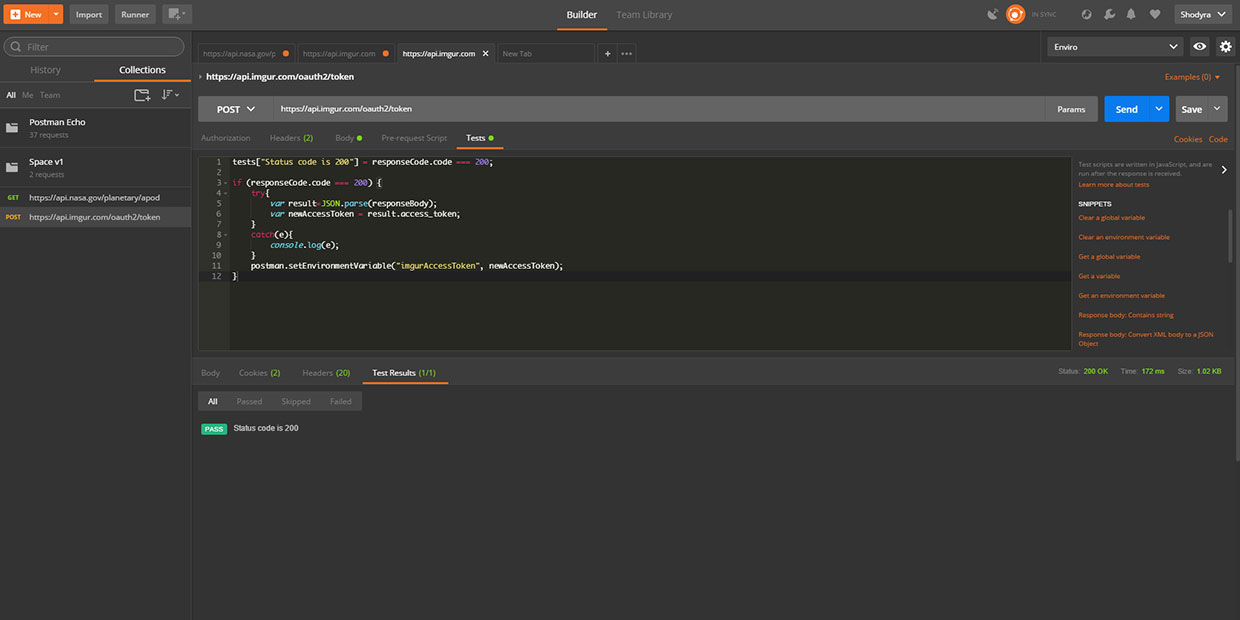 New
Import
Runner
Builder
Team Library
IN SYNC
Shodyra
Filter
History
Collections
All Me Team
Postman Echo
37 requests
Space v1
2 requests
GET https://api.nasa.gov/planetary/apod
POST https://api.imgur.com/oauth2/token
https://api.nasa.gov/p
https://api.imgur.com
https://api.imgur.com
New Tab
Enviro
https://api.imgur.com/oauth2/token
Examples (0)
POST
https://api.imgur.com/oauth2/token
Params
Send
Save
Authorization
Headers (2)
Body
Pre-request Script
Tests
Cookies
Code
1 tests["Status code is 200"] = responseCode.code === 200;
2
3 if (responseCode.code === 200) {
4 try{
5 var result=JSON.parse(responseBody);
6 var newAccessToken = result.access_token;
7 }
8 catch(e){
9 console.log(e);
10 }
11 postman.setEnvironmentVariable("imgurAccessToken", newAccessToken);
12 }
Test scripts are written in JavaScript, and are
run after the response is received.
Learn more about tests
SNIPPETS
Clear a global variable
Clear an environment variable
Get a global variable
Get a variable
Get an environment variable
Response body: Contains string
Response body: Convert XML body to a JSON
Object
Body
Cookies (2)
Headers (20)
Test Results (1/1)
Status: 200 OK
Time: 172 ms
Size: 1.02 KB
All
Passed
Skipped
Failed
PASS Status code is 200